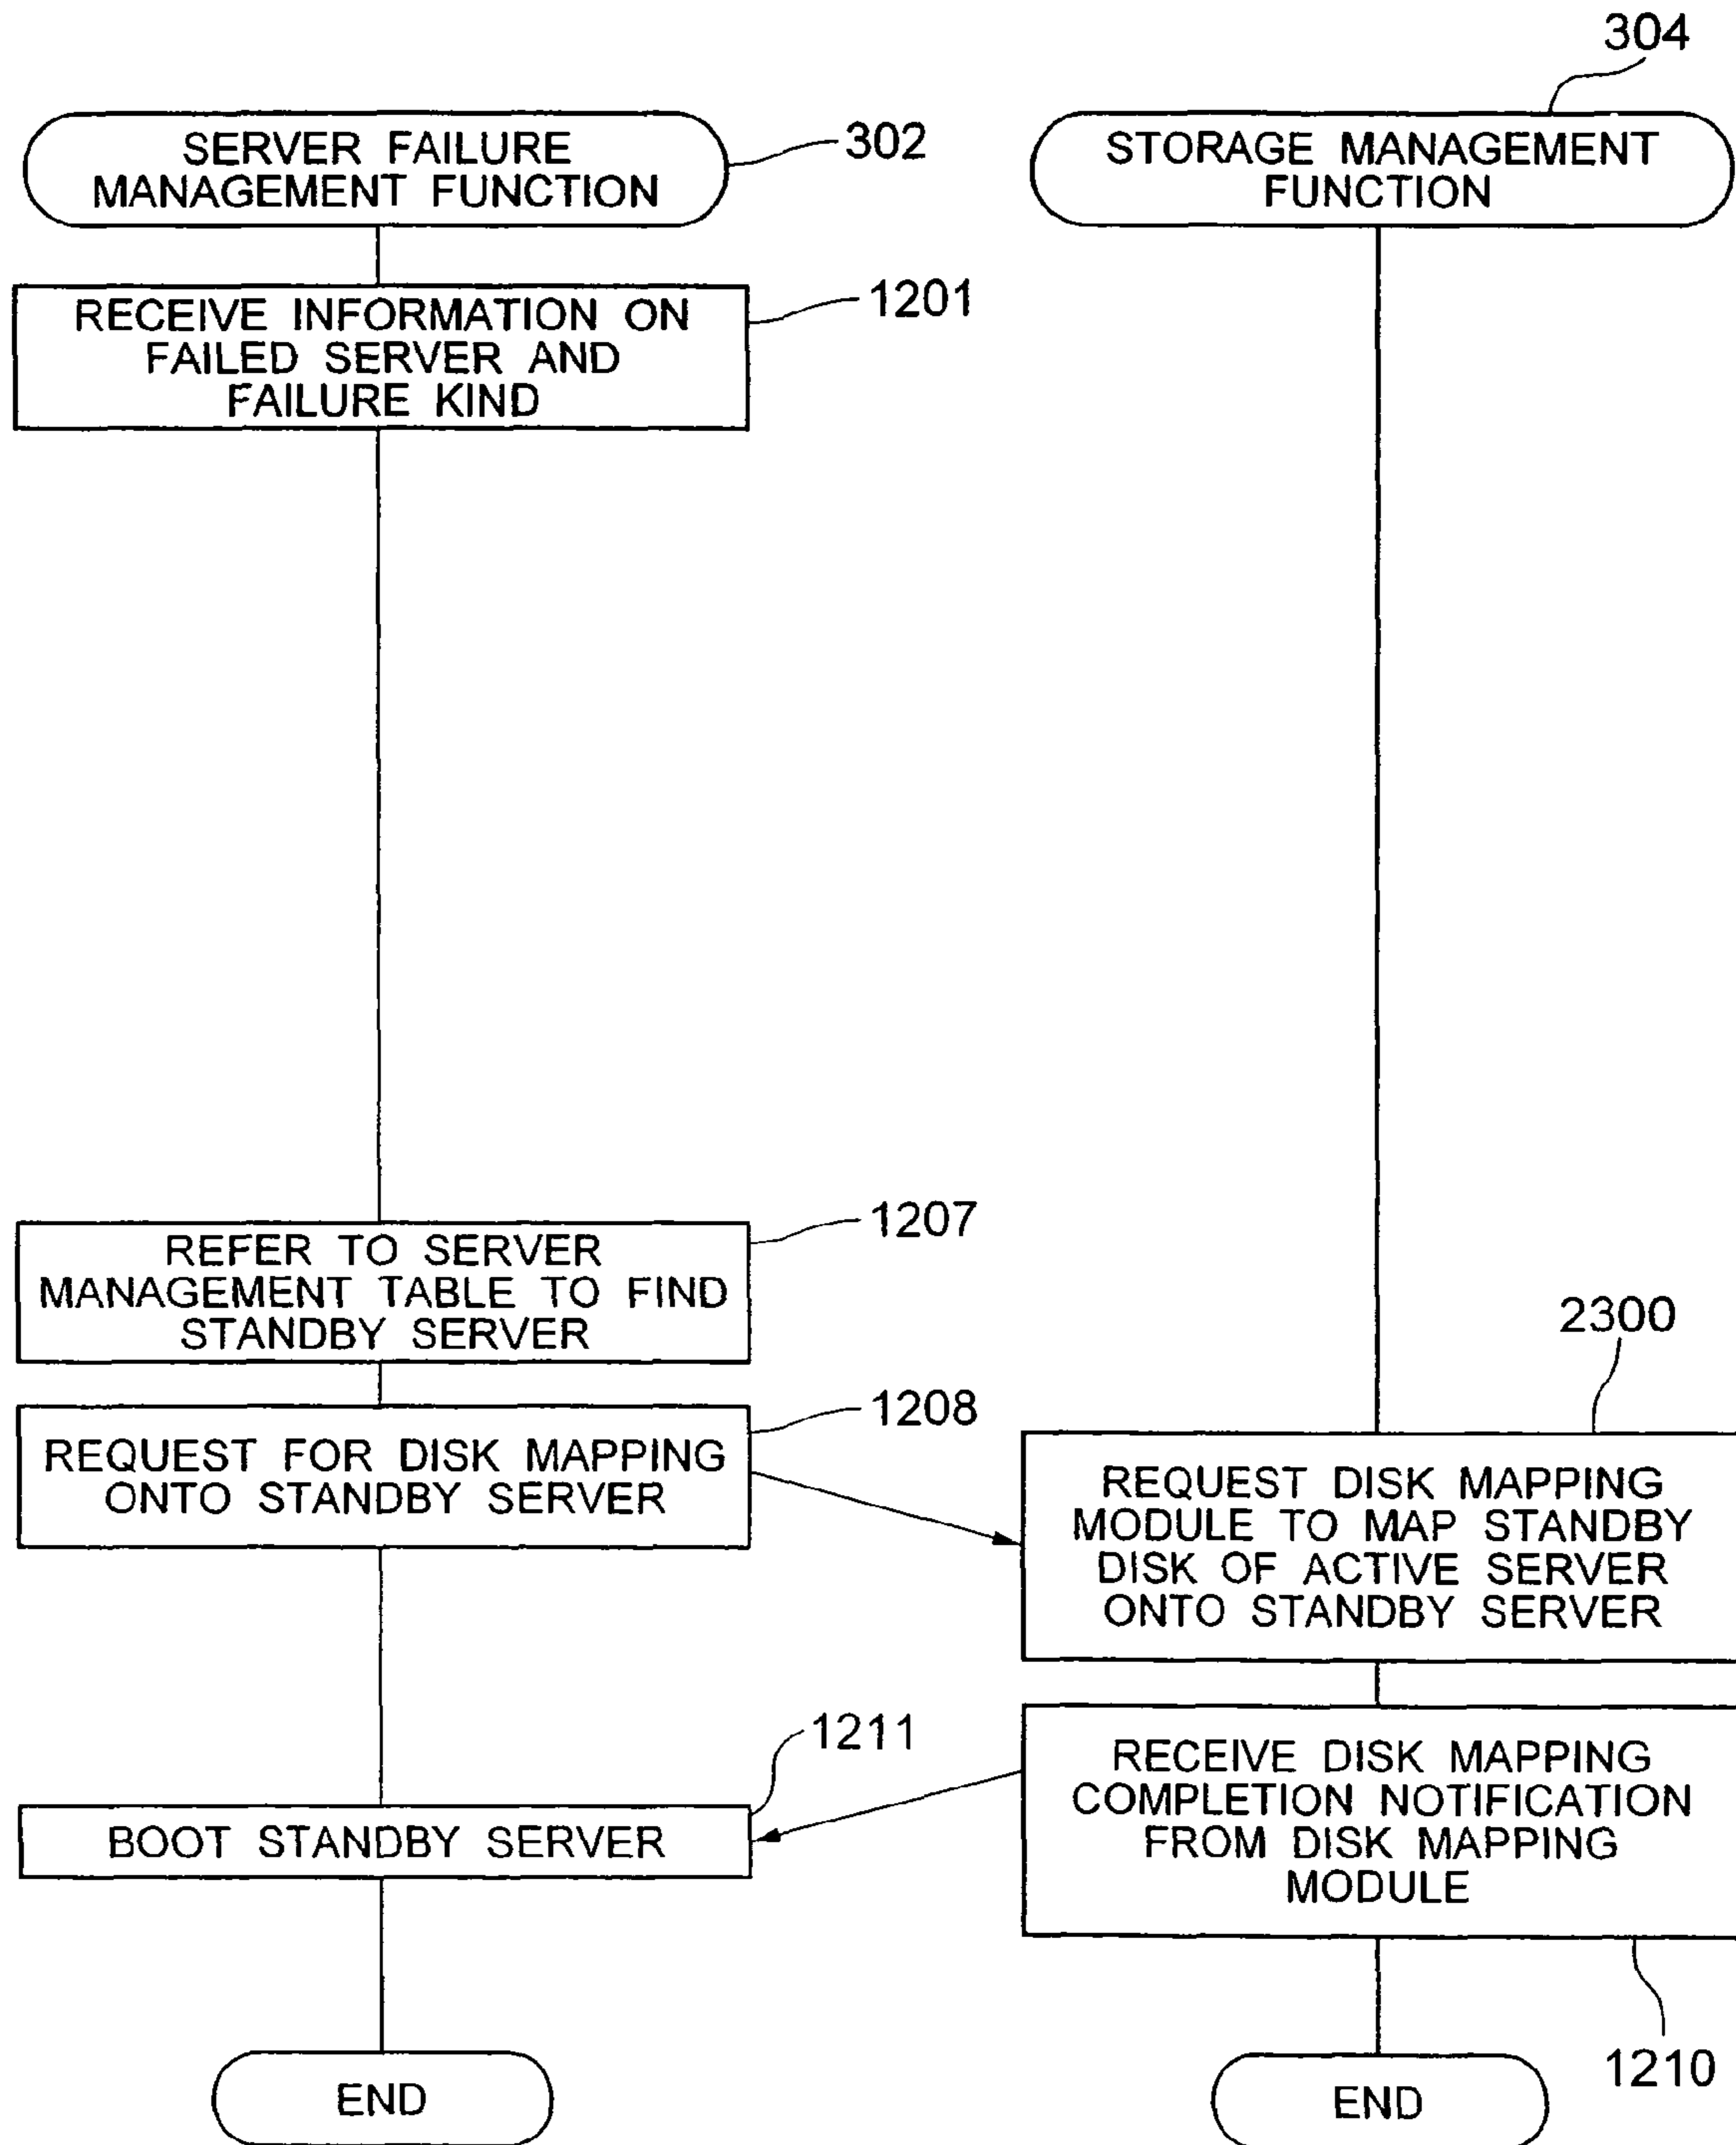 304
SERVER FAILURE
MANAGEMENT FUNCTION
302
STORAGE MANAGEMENT
FUNCTION
RECEIVE INFORMATION ON
FAILED SERVER AND
FAILURE KIND
1201
REFER TO SERVER
MANAGEMENT TABLE TO FIND
STANDBY SERVER
1207
REQUEST FOR DISK MAPPING
ONTO STANDBY SERVER
1208
2300
REQUEST DISK MAPPING
MODULE TO MAP STANDBY
DISK OF ACTIVE SERVER
ONTO STANDBY SERVER
1211
BOOT STANDBY SERVER
RECEIVE DISK MAPPING
COMPLETION NOTIFICATION
FROM DISK MAPPING
MODULE
1210
END
END